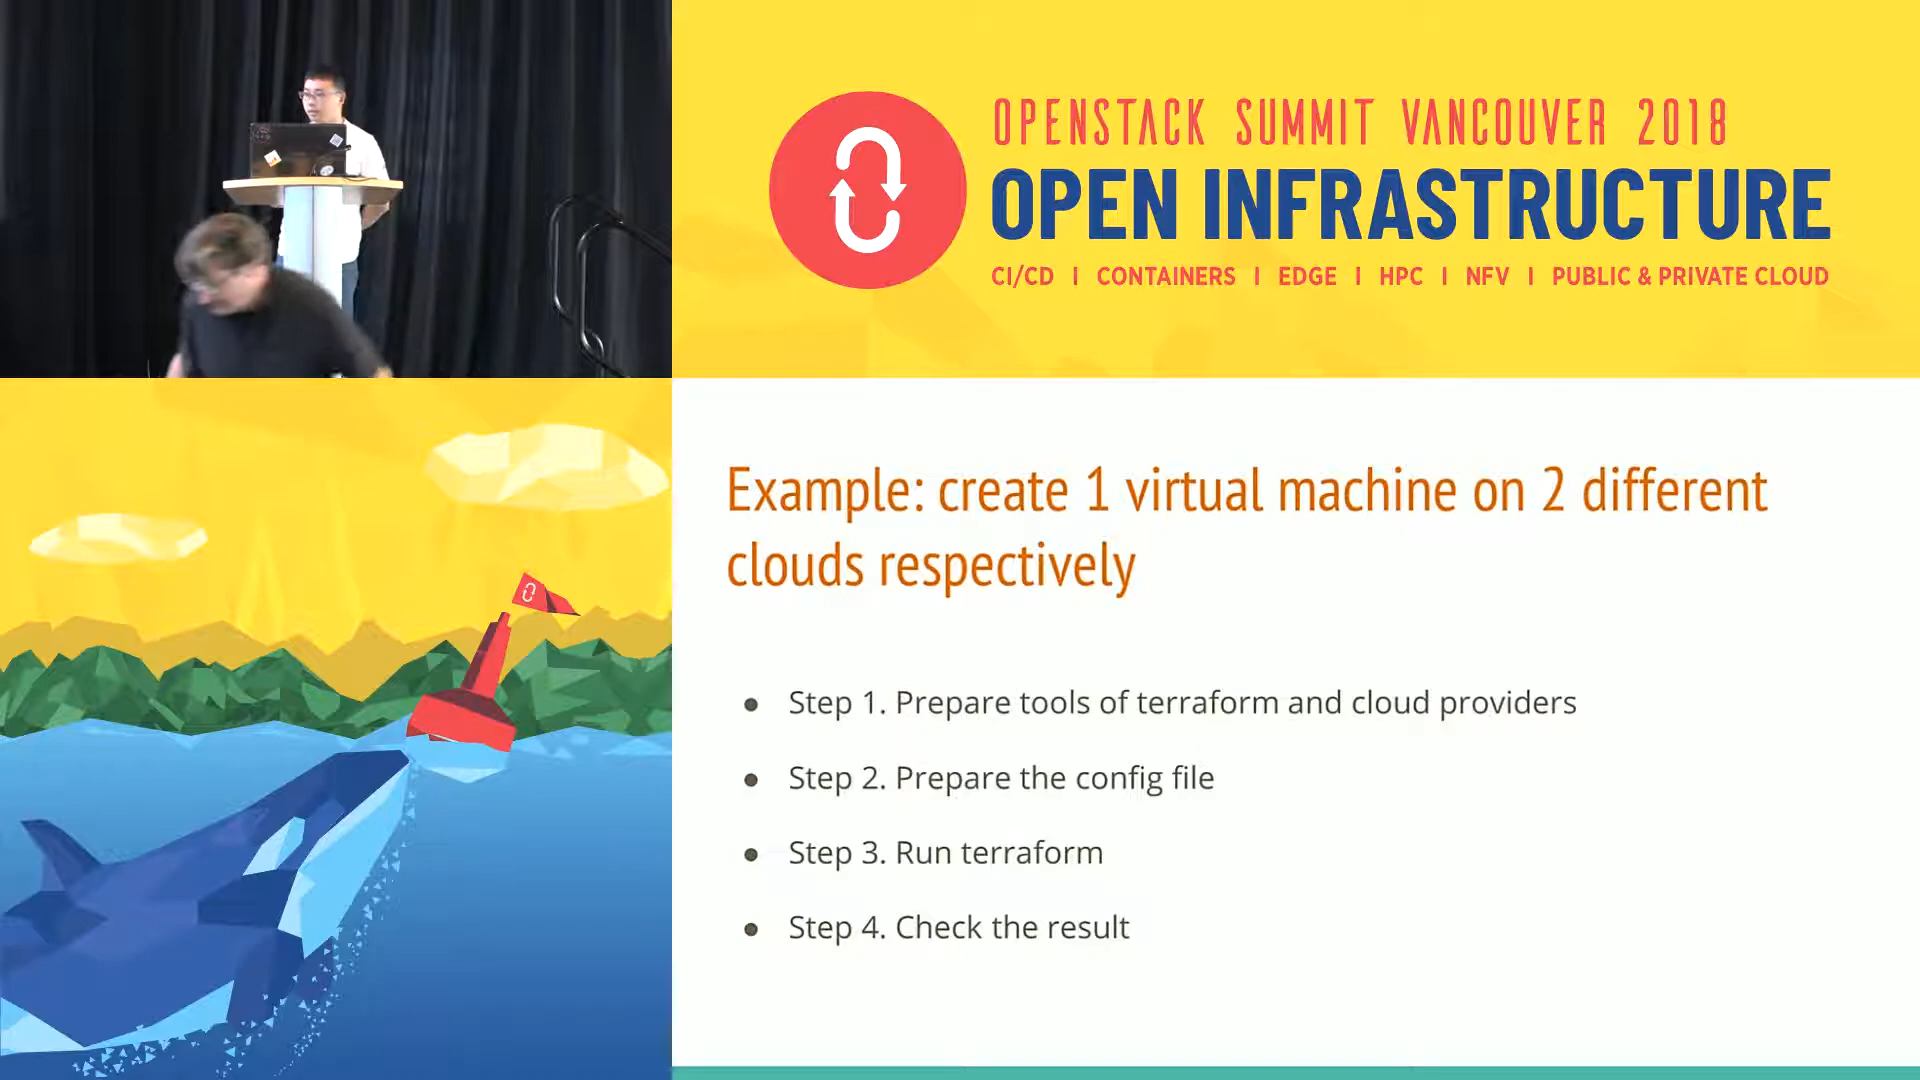 OPENSTACK SUMMIT VANCOUVER 2018
OPEN INFRASTRUCTURE
CI/CD | CONTAINERS | EDGE | HPC | NFV | PUBLIC & PRIVATE CLOUD
Example: create 1 virtual machine on 2 different
clouds respectively
● Step 1. Prepare tools of terraform and cloud providers
● Step 2. Prepare the config file
● Step 3. Run terraform
● Step 4. Check the result